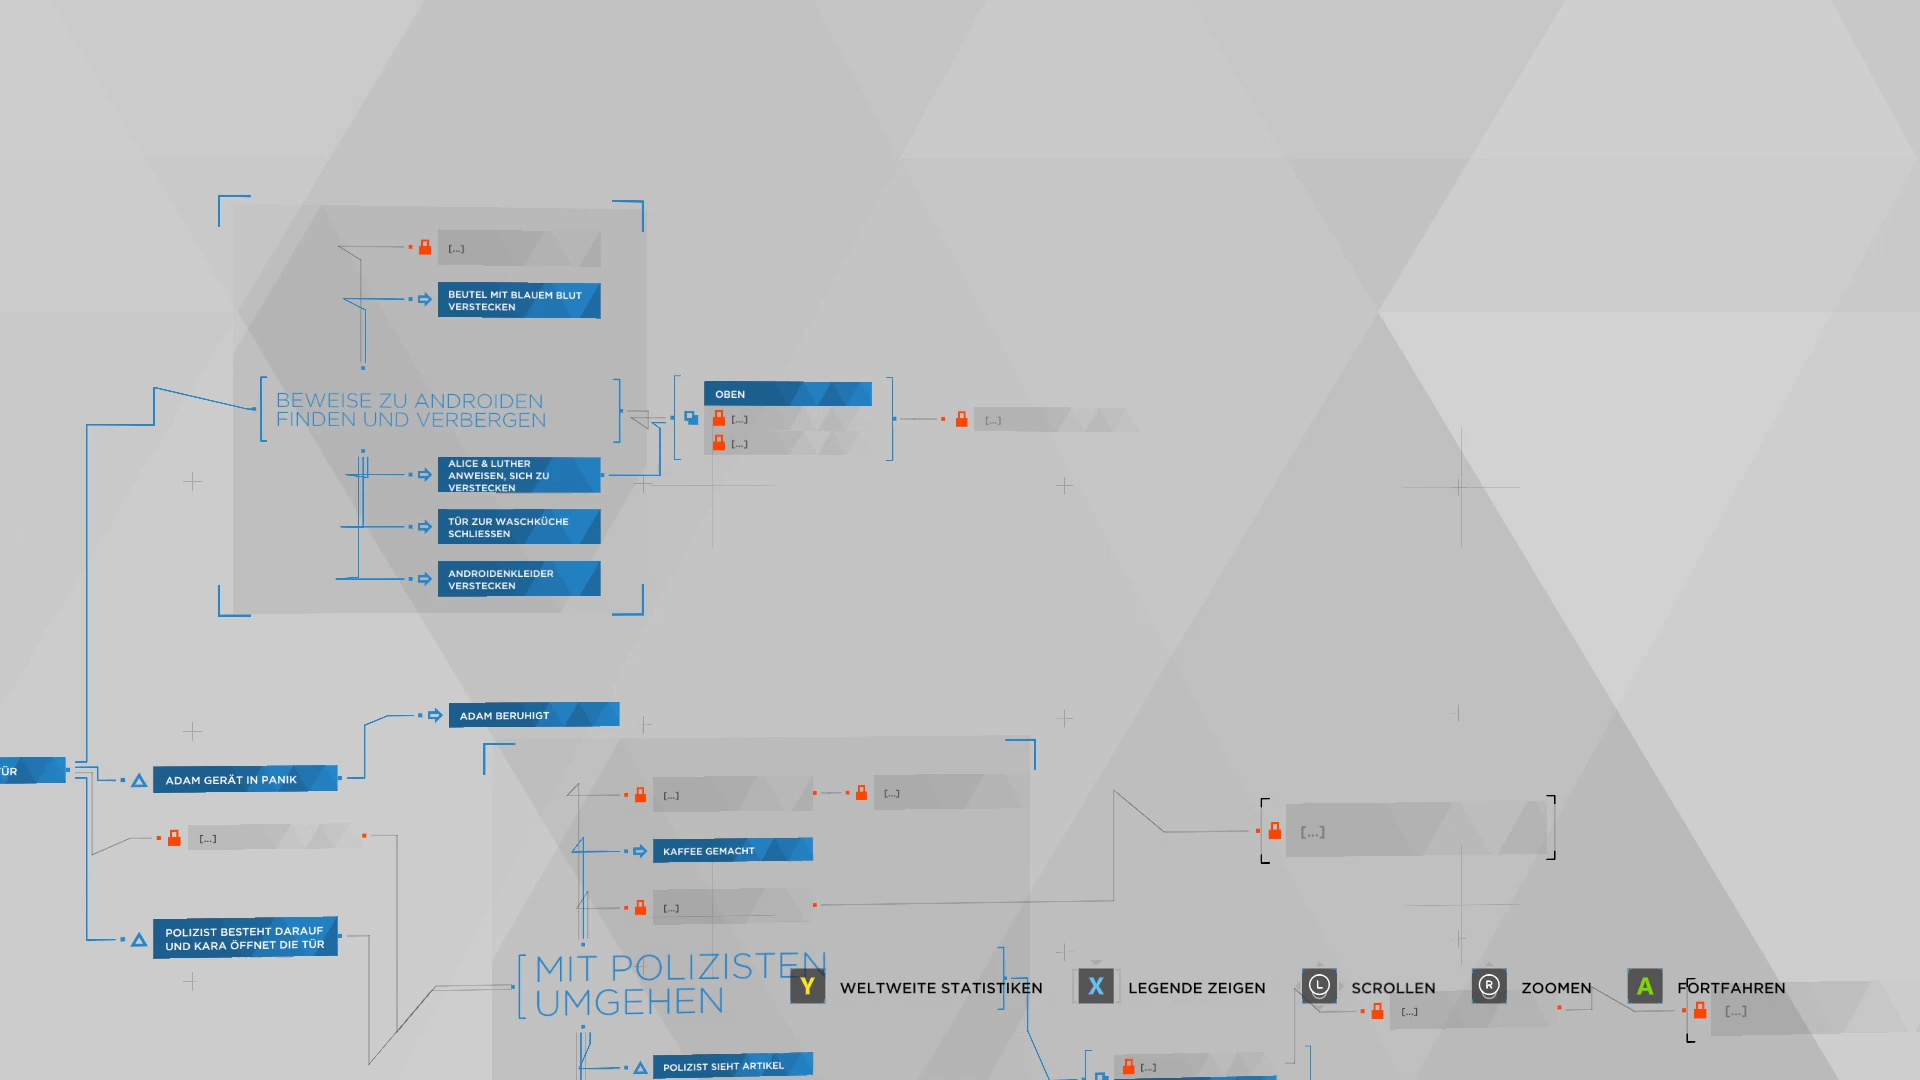 [...]
BEUTEL MIT BLAUEM BLUT
VERSTECKEN
BEWEISE ZU ANDROIDEN
FINDEN UND VERBERGEN
OBEN
[...]
[...]
[...]
ALICE & LUTHER
ANWEISEN, SICH ZU
VERSTECKEN
TÜR ZUR WASCHKÜCHE
SCHLIESSEN
ANDROIDENKLEIDER
VERSTECKEN
ADAM BERUHIGT
ÜR
ADAM GERÄT IN PANIK
[...]
[...]
[...]
[...]
KAFFEE GEMACHT
[...]
POLIZIST BESTEHT DARAUF
UND KARA ÖFFNET DIE TÜR
MIT POLIZISTEN
UMGEHEN
Y WELTWEITE STATISTIKEN
X LEGENDE ZEIGEN
L SCROLLEN
R ZOOMEN
A FORTFAHREN
[...]
[...]
POLIZIST SIEHT ARTIKEL
[...]